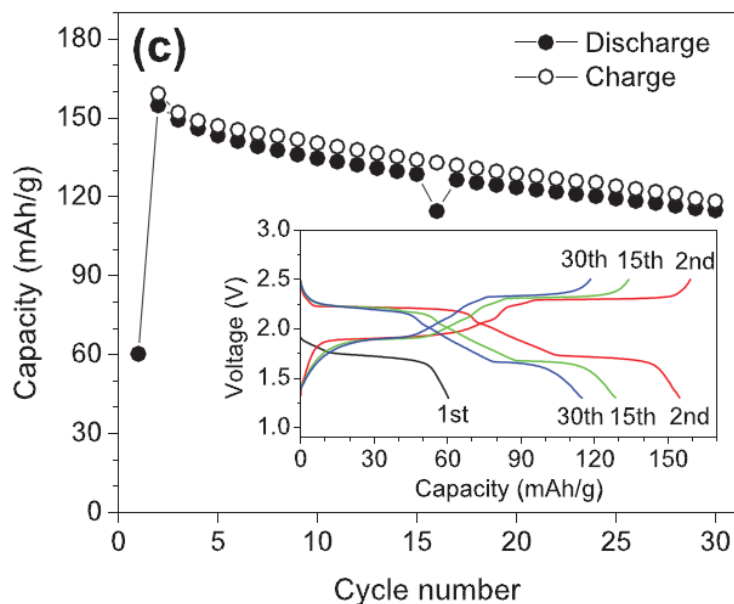 (c)
Discharge
Charge
Capacity (mAh/g)
180
150
120
90
60
30
0
0 5 10 15 20 25 30
Cycle number
Voltage (V)
3.0
2.5
2.0
1.5
1.0
30th 15th 2nd
1st 30th 15th 2nd
0 30 60 90 120 150
Capacity (mAh/g)